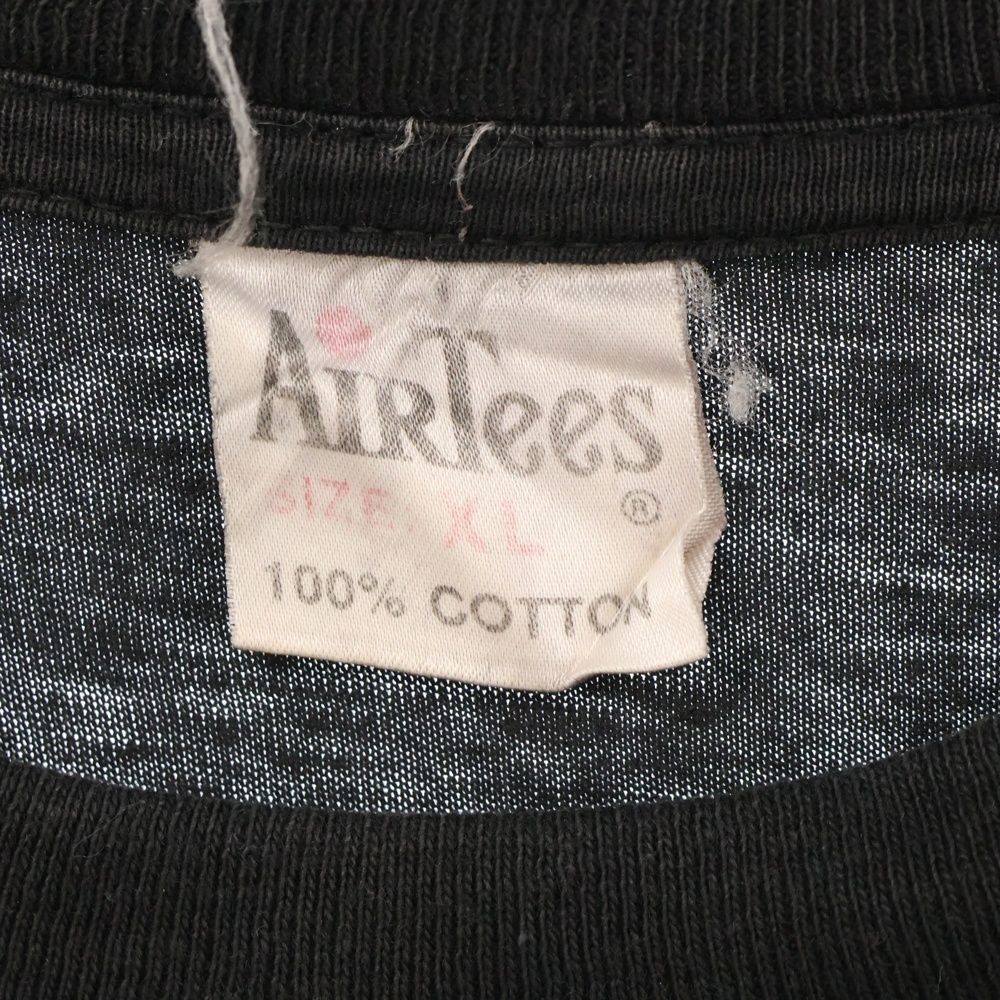 AirTees
®
SIZE: XL
100% COTTON